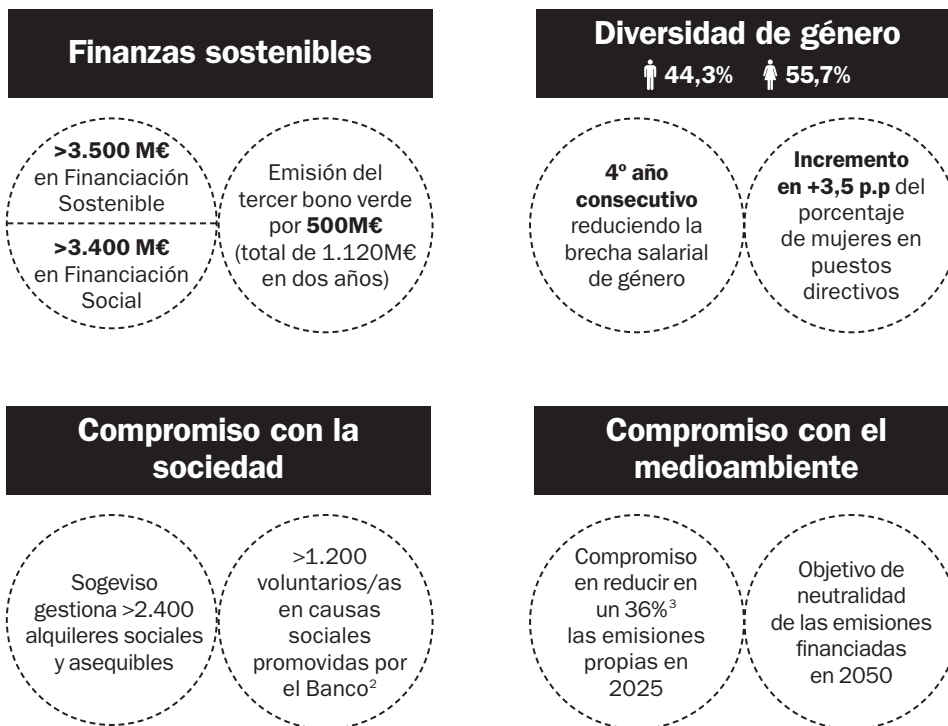 Finanzas sostenibles
>3.500 M€
en Financiación
Sostenible
>3.400 M€
en Financiación
Social
Emisión del
tercer bono verde
por 500M€
(total de 1.120M€
en dos años)
Diversidad de género
44,3% 55,7%
4º año
consecutivo
reduciendo la
brecha salarial
de género
Incremento
en +3,5 p.p del
porcentaje
de mujeres en
puestos
directivos
Compromiso con la
sociedad
Sogeviso
gestiona >2.400
alquileres sociales
y asequibles
>1.200
voluntarios/as
en causas
sociales
promovidas por
el Banco²
Compromiso con el
medioambiente
Compromiso
en reducir en
un 36%³
las emisiones
propias en
2025
Objetivo de
neutralidad
de las emisiones
financiadas
en 2050